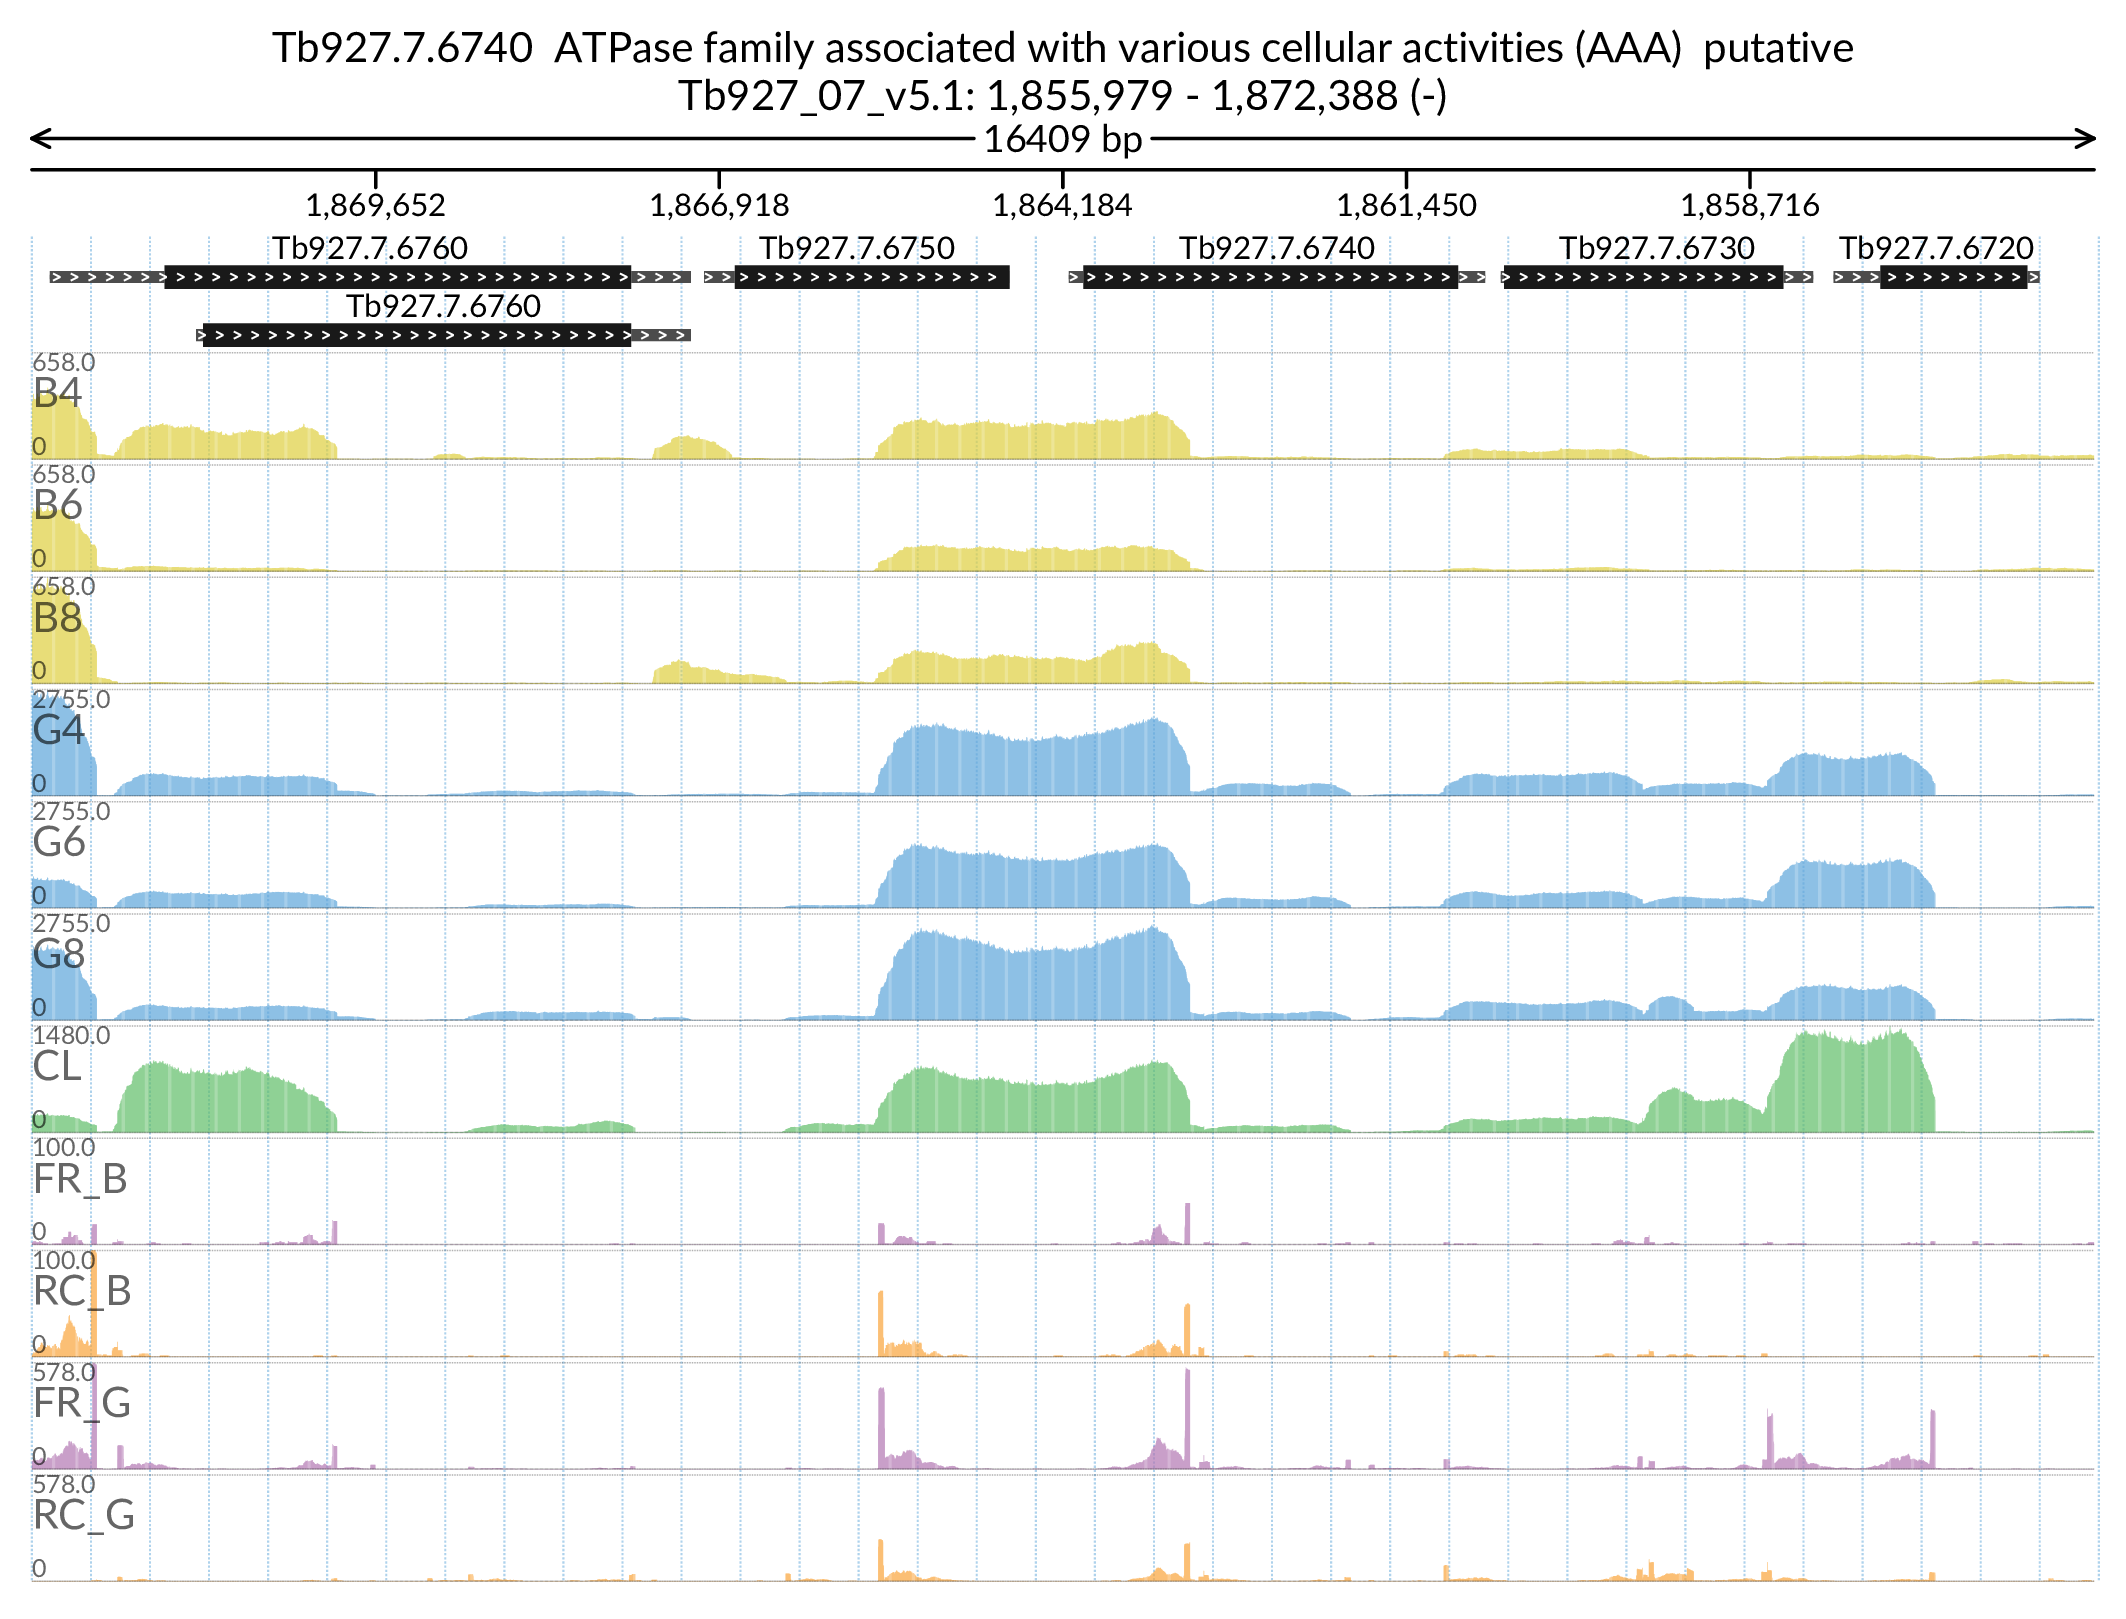 Tb927.7.6740  ATPase family associated with various cellular activities (AAA)  putative
Tb927_07_v5.1: 1,855,979 - 1,872,388 (-)
16409 bp
1,869,652 1,866,918 1,864,184 1,861,450 1,858,716
Tb927.7.6760 Tb927.7.6750 Tb927.7.6740 Tb927.7.6730 Tb927.7.6720
Tb927.7.6760
658.0
B4
0
658.0
B6
0
658.0
B8
0
2755.0
G4
0
2755.0
G6
0
2755.0
G8
0
1480.0
CL
0
100.0
FR_B
0
100.0
RC_B
0
578.0
FR_G
0
578.0
RC_G
0